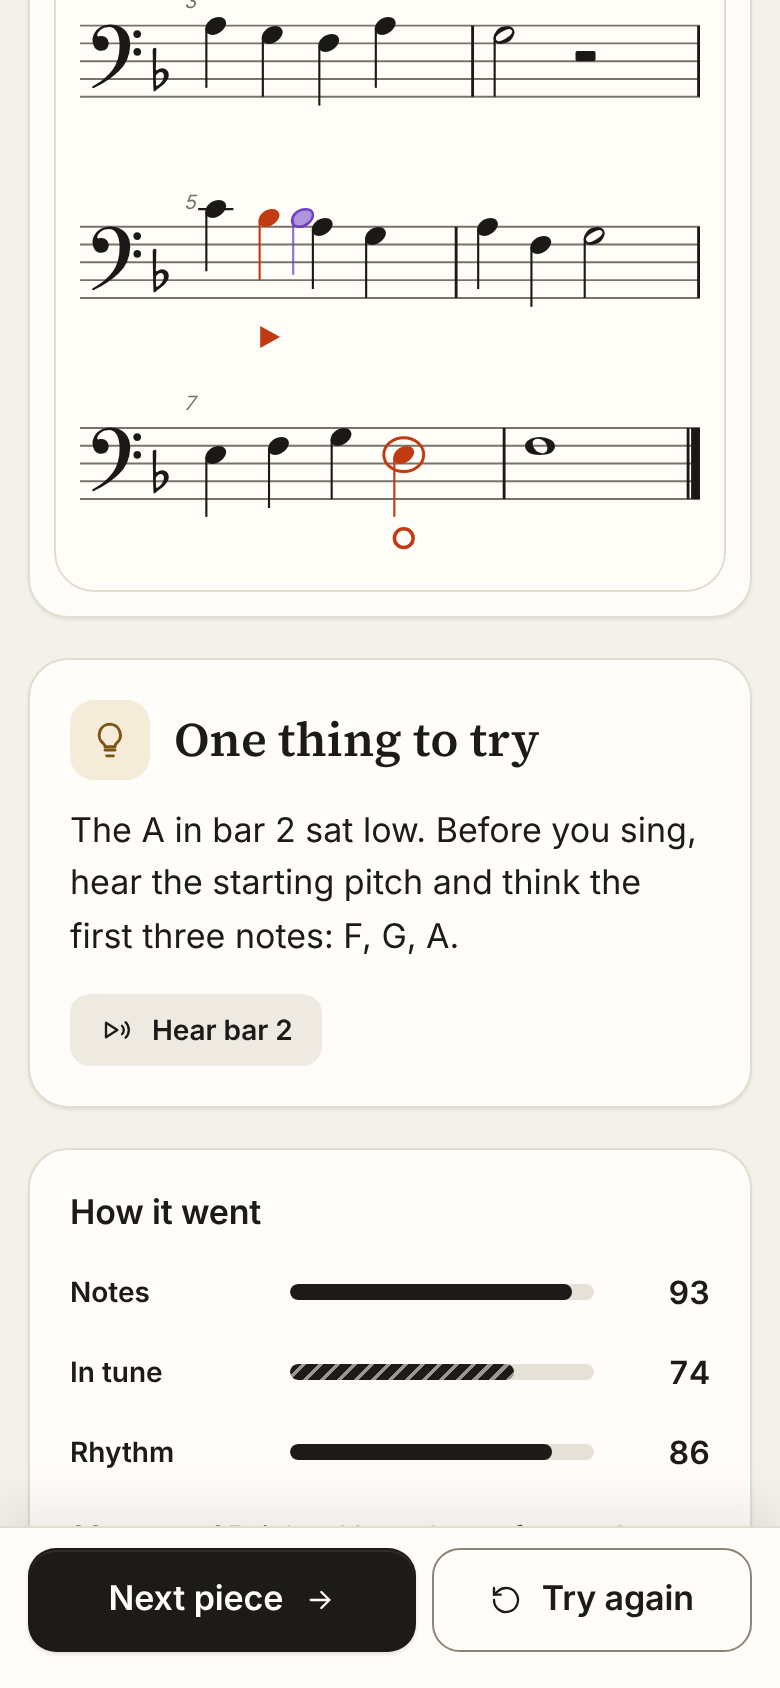 3
5
7
One thing to try
The A in bar 2 sat low. Before you sing,
hear the starting pitch and think the
first three notes: F, G, A.
Hear bar 2
How it went
Notes 93
In tune 74
Rhythm 86
Next piece →
Try again